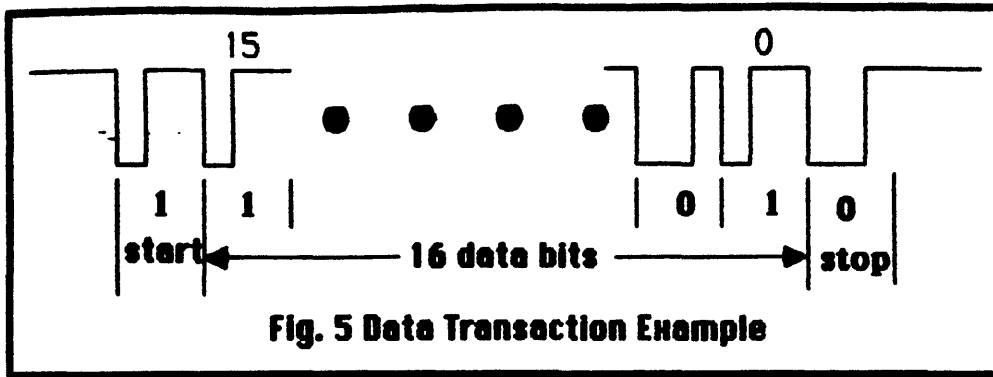 15 0
1 1 0 1 0
start 16 data bits stop
Fig. 5 Data Transaction Example